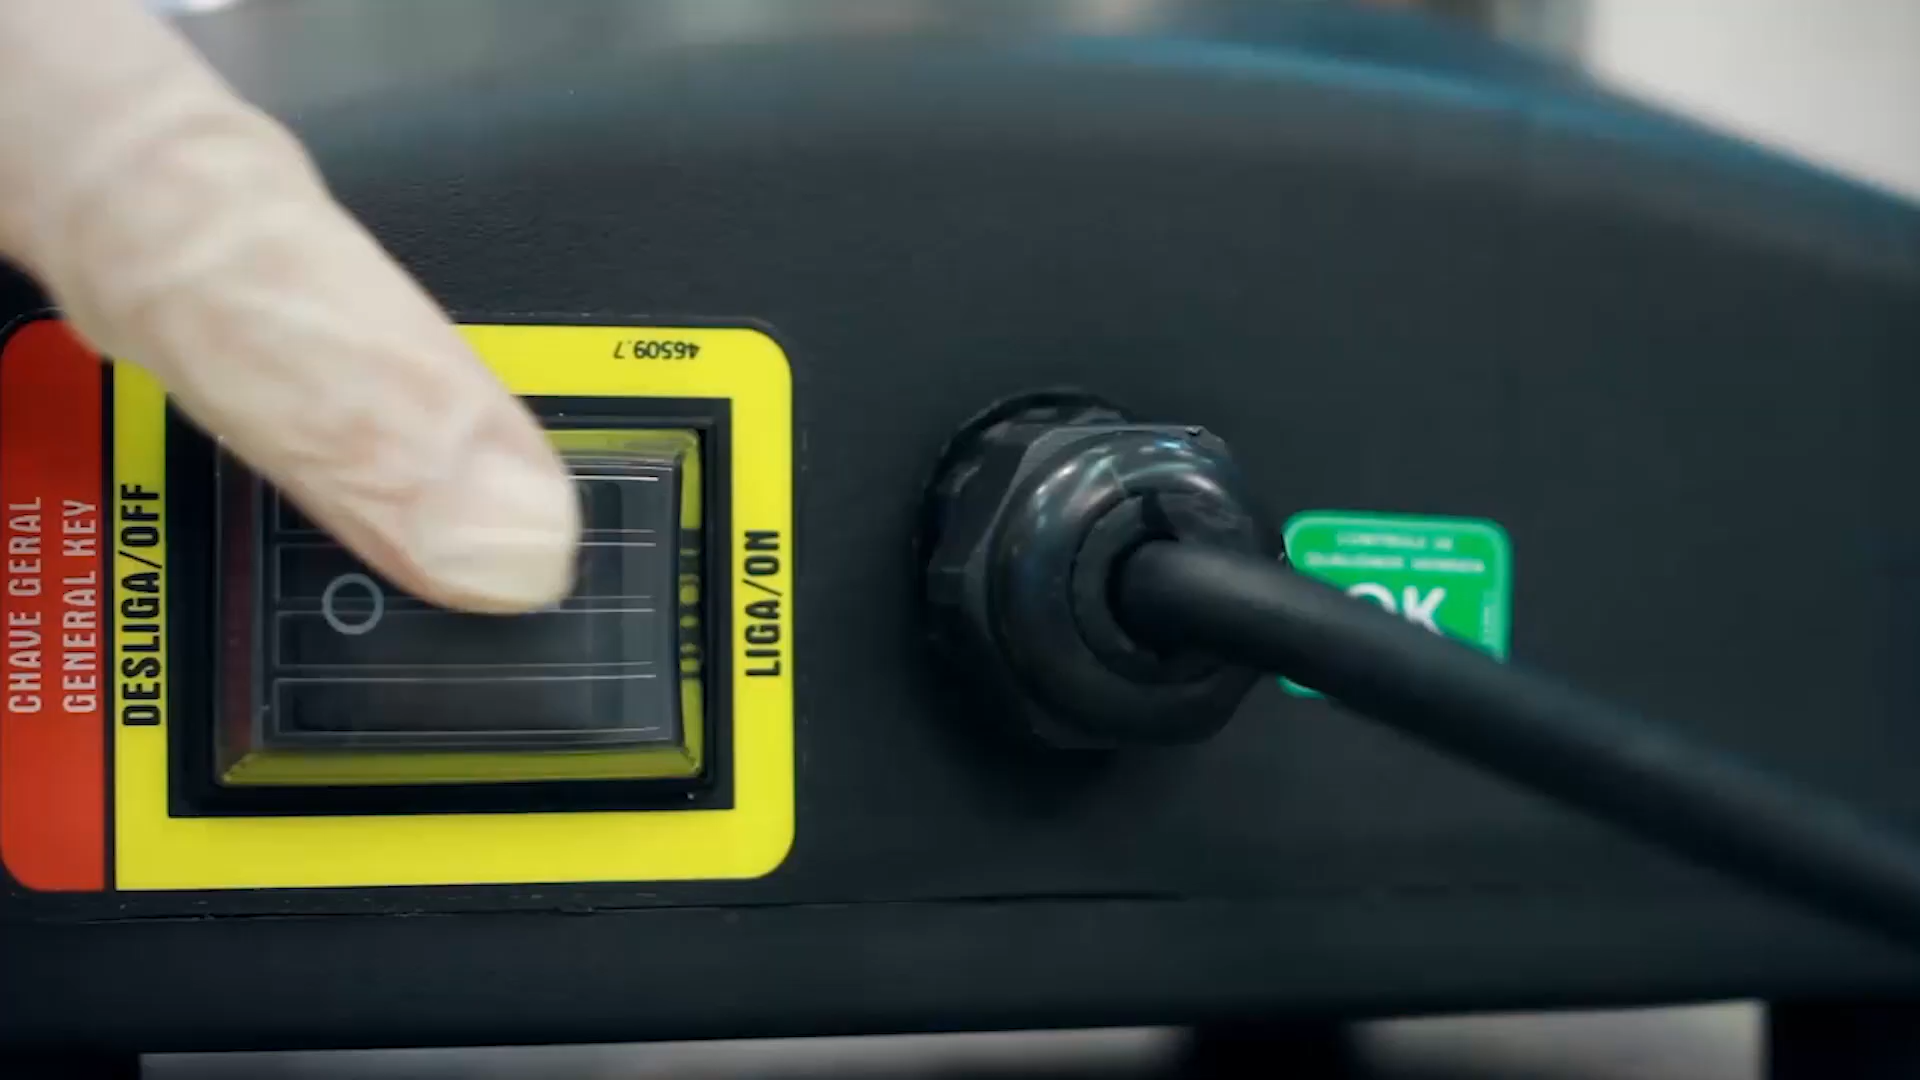 CHAVE GERAL
GENERAL KEY
DESLIGA/OFF
46509.7
LIGA/ON
OK